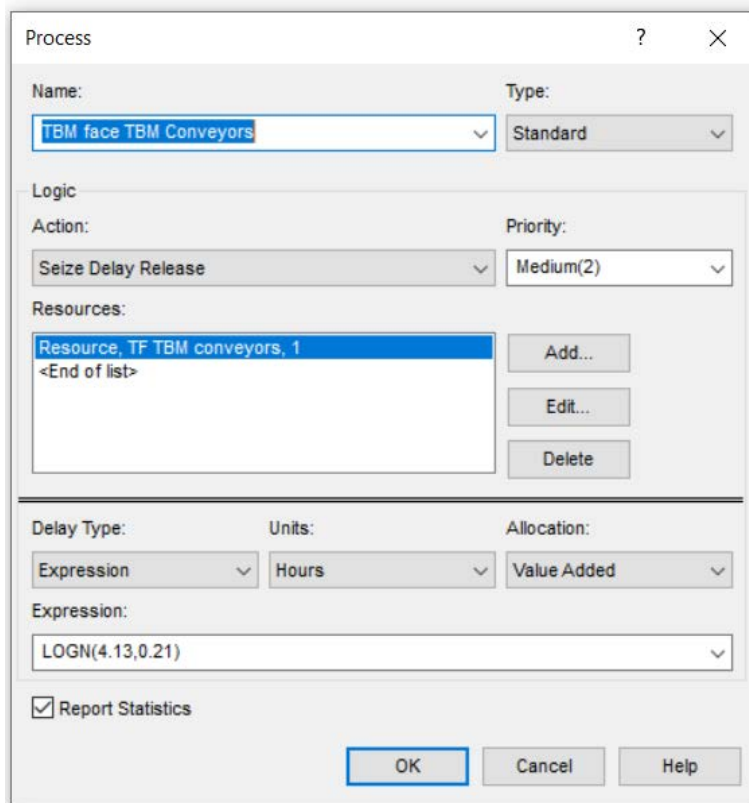 Process ?
Name: Type:
TBM face TBM Conveyors Standard
Logic
Action: Priority:
Seize Delay Release Medium(2)
Resources:
Resource, TF TBM conveyors, 1 Add...
<End of list>
Edit...
Delete
Delay Type: Units: Allocation:
Expression Hours Value Added
Expression:
LOGN(4.13,0.21)
Report Statistics
OK Cancel Help